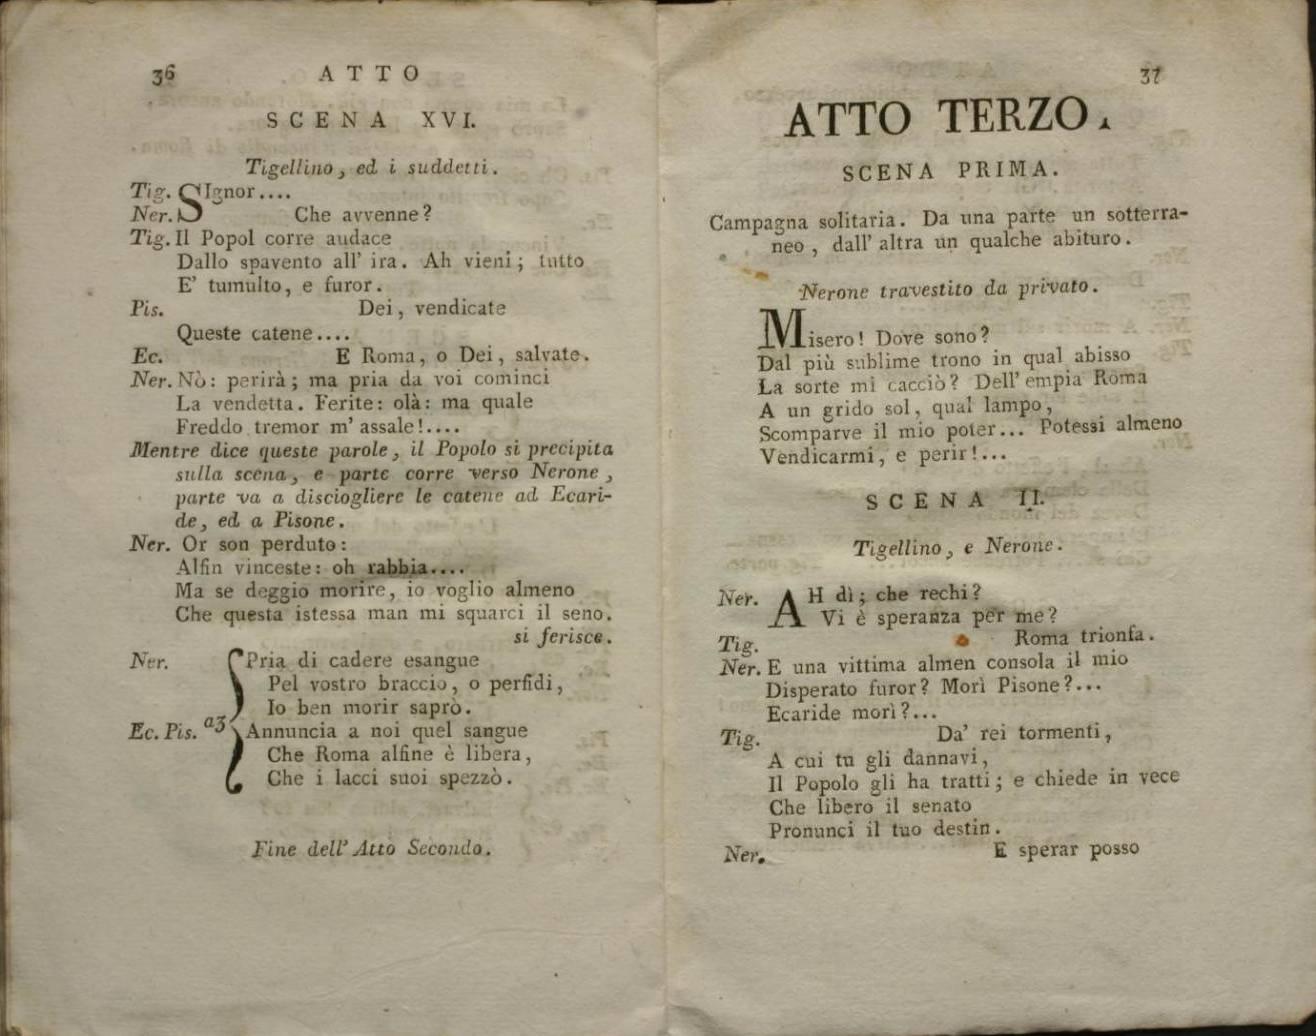 36 ATTO
SCENA XVI.
Tigellino, ed i suddetti.
Tig. SIgnor....
Ner. Che avvenne?
Tig. Il Popol corre audace
Dallo spavento all' ira. Ah vieni; tutto
E' tumulto, e furor.
Pis. Dei, vendicate
Queste catene....
Ec. E Roma, o Dei, salvate.
Ner. Nò: perirà; ma pria da voi cominci
La vendetta. Ferite: olà: ma quale
Freddo tremor m' assale!....
Mentre dice queste parole, il Popolo si precipita
sulla scena, e parte corre verso Nerone,
parte va a disciogliere le catene ad Ecari-
de, ed a Pisone.
Ner. Or son perduto:
Alfin vinceste: oh rabbia....
Ma se deggio morire, io voglio almeno
Che questa istessa man mi squarci il seno.
si ferisce.
Ner. Pria di cadere esangue
Pel vostro braccio, o perfidi,
Io ben morir saprò.
Ec. Pis. a3 Annuncia a noi quel sangue
Che Roma alfine è libera,
Che i lacci suoi spezzò.
Fine dell' Atto Secondo.
37
ATTO TERZO.
SCENA PRIMA.
Campagna solitaria. Da una parte un sotterra-
neo, dall' altra un qualche abituro.
Nerone travestito da privato.
Misero! Dove sono?
Dal più sublime trono in qual abisso
La sorte mi cacciò? Dell' empia Roma
A un grido sol, qual lampo,
Scomparve il mio poter... Potessi almeno
Vendicarmi, e perir!...
SCENA II.
Tigellino, e Nerone.
Ner. AH dì; che rechi?
Vi è speranza per me?
Tig. Roma trionfa.
Ner. E una vittima almen consola il mio
Disperato furor? Morì Pisone?...
Ecaride morì?...
Tig. Da' rei tormenti,
A cui tu gli dannavi,
Il Popolo gli ha tratti; e chiede in vece
Che libero il senato
Pronunci il tuo destin.
Ner. E sperar posso